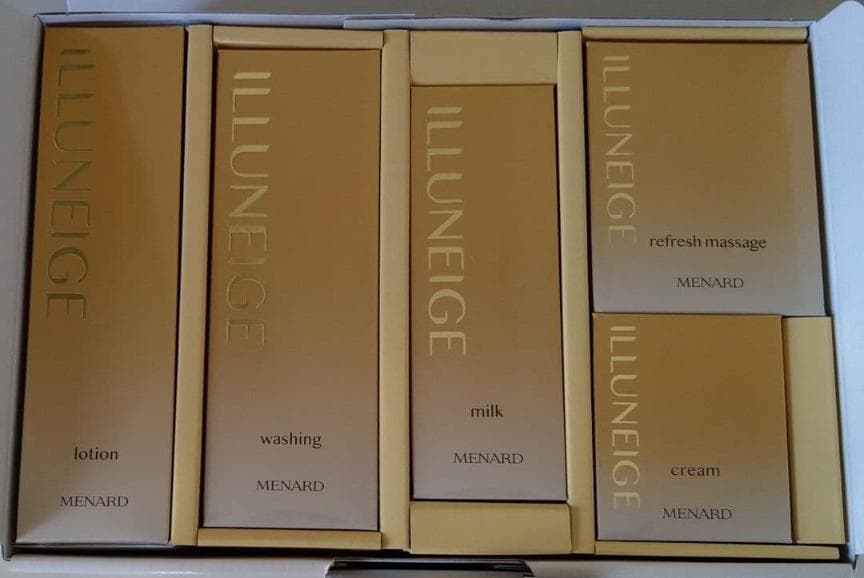 ILLUNEIGE
lotion
MENARD
ILLUNEIGE
washing
MENARD
ILLUNEIGE
milk
MENARD
ILLUNEIGE
refresh massage
MENARD
ILLUNEIGE
cream
MENARD